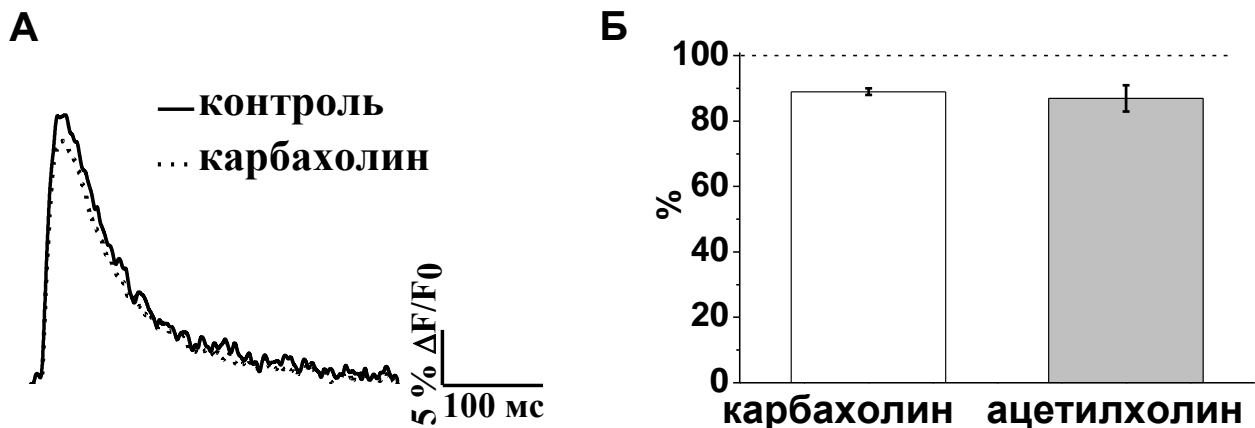 А
контроль
карбахолин
5 % ΔF/F0
100 мс
Б
100
80
60
40
20
0
%
карбахолин
ацетилхолин